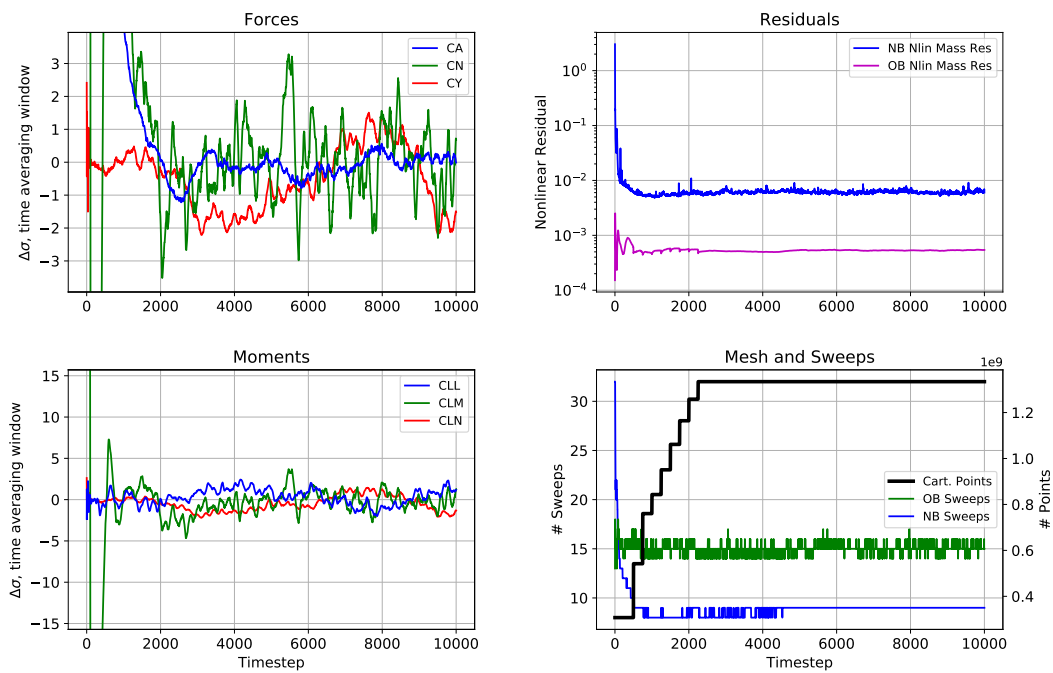 Forces
Δσ, time averaging window
3
2
1
0
−1
−2
−3
CA
CN
CY
0 2000 4000 6000 8000 10000
Residuals
Nonlinear Residual
10⁰
10⁻¹
10⁻²
10⁻³
10⁻⁴
NB Nlin Mass Res
OB Nlin Mass Res
0 2000 4000 6000 8000 10000
Moments
Δσ, time averaging window
15
10
5
0
−5
−10
−15
CLL
CLM
CLN
0 2000 4000 6000 8000 10000
Timestep
Mesh and Sweeps
1e9
# Sweeps
30
25
20
15
10
Cart. Points
OB Sweeps
NB Sweeps
1.2
1.0
0.8
0.6
0.4
# Points
0 2000 4000 6000 8000 10000
Timestep